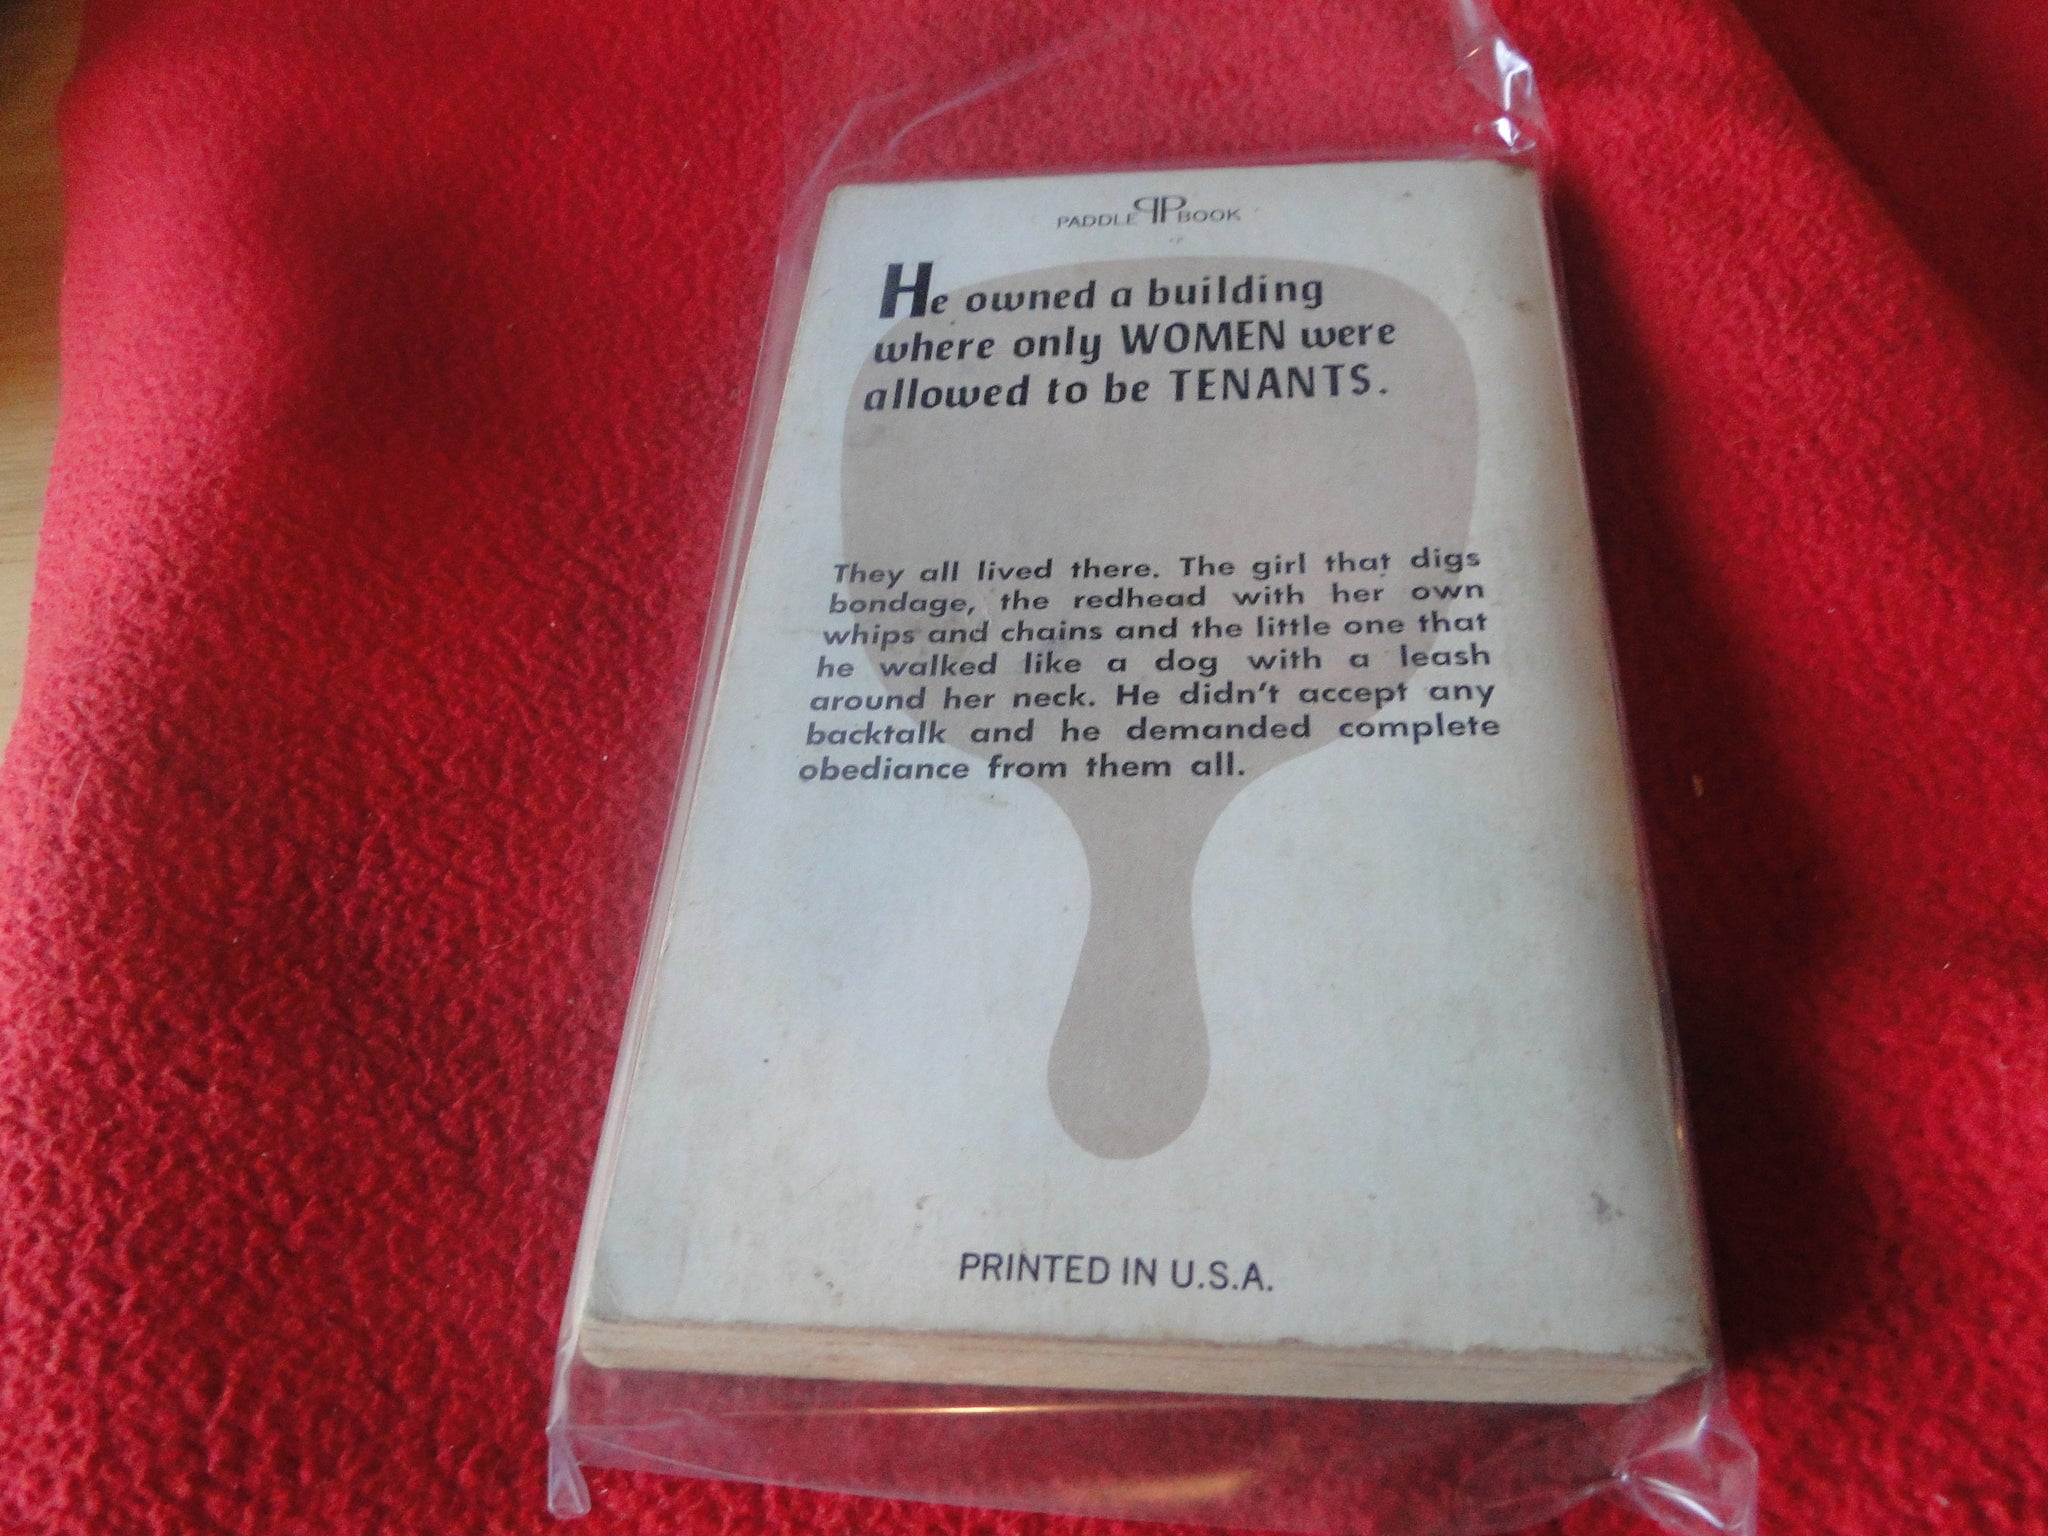 PADDLE PP BOOK
He owned a building
where only WOMEN were
allowed to be TENANTS.
They all lived there. The girl that digs
bondage, the redhead with her own
whips and chains and the little one that
he walked like a dog with a leash
around her neck. He didn't accept any
backtalk and he demanded complete
obediance from them all.
PRINTED IN U.S.A.